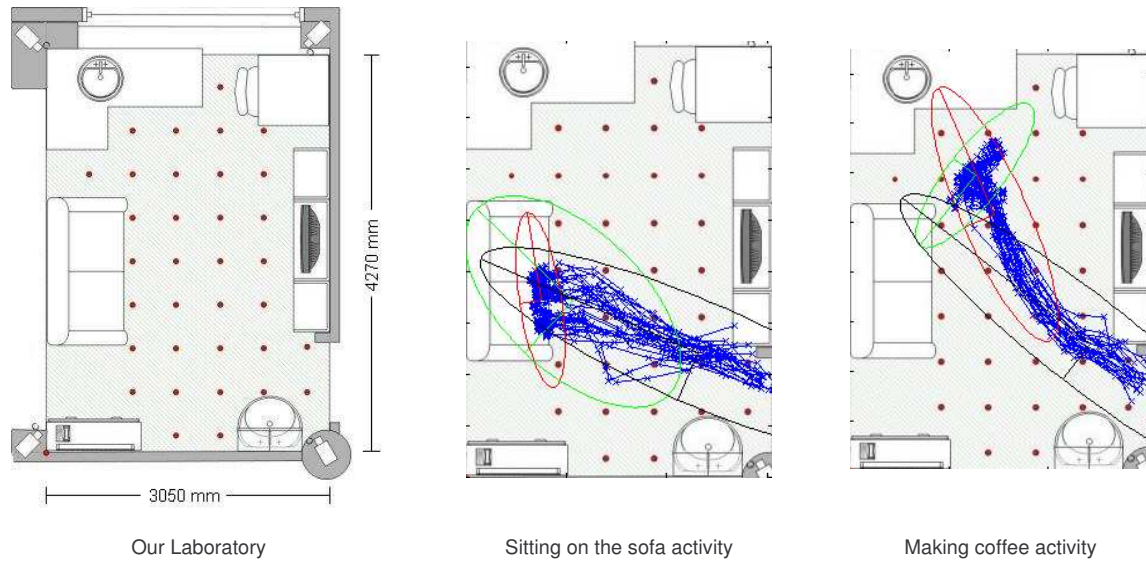 4270 mm
3050 mm
Our Laboratory
Sitting on the sofa activity
Making coffee activity